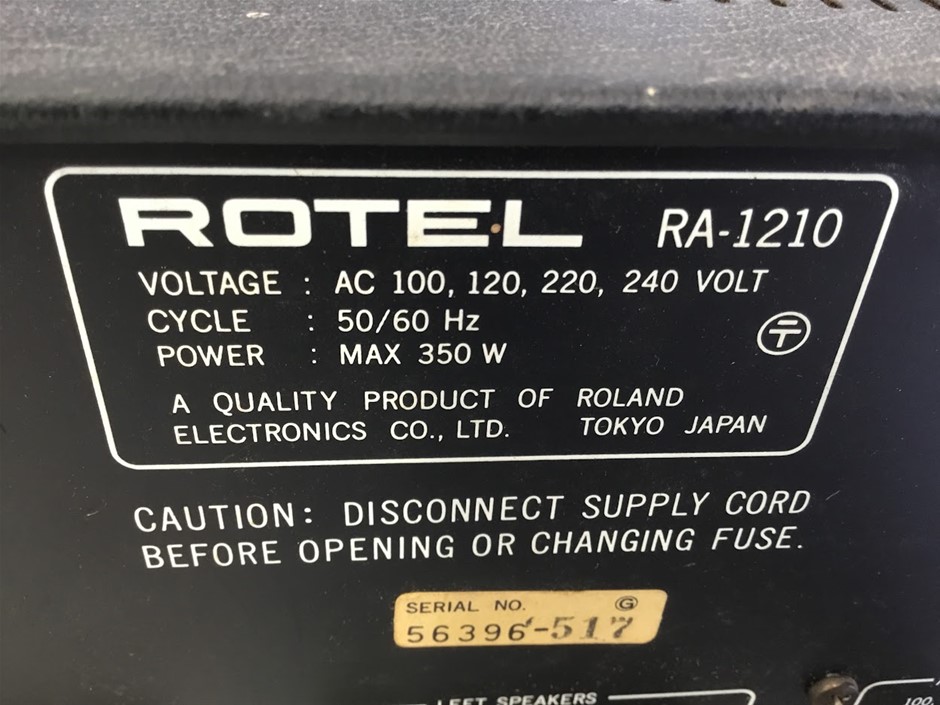 ROTEL RA-1210
VOLTAGE : AC 100, 120, 220, 240 VOLT
CYCLE : 50/60 Hz
POWER : MAX 350 W
A QUALITY PRODUCT OF ROLAND
ELECTRONICS CO., LTD. TOKYO JAPAN
CAUTION: DISCONNECT SUPPLY CORD
BEFORE OPENING OR CHANGING FUSE.
SERIAL NO. G
56396-517
LEFT SPEAKERS
100,